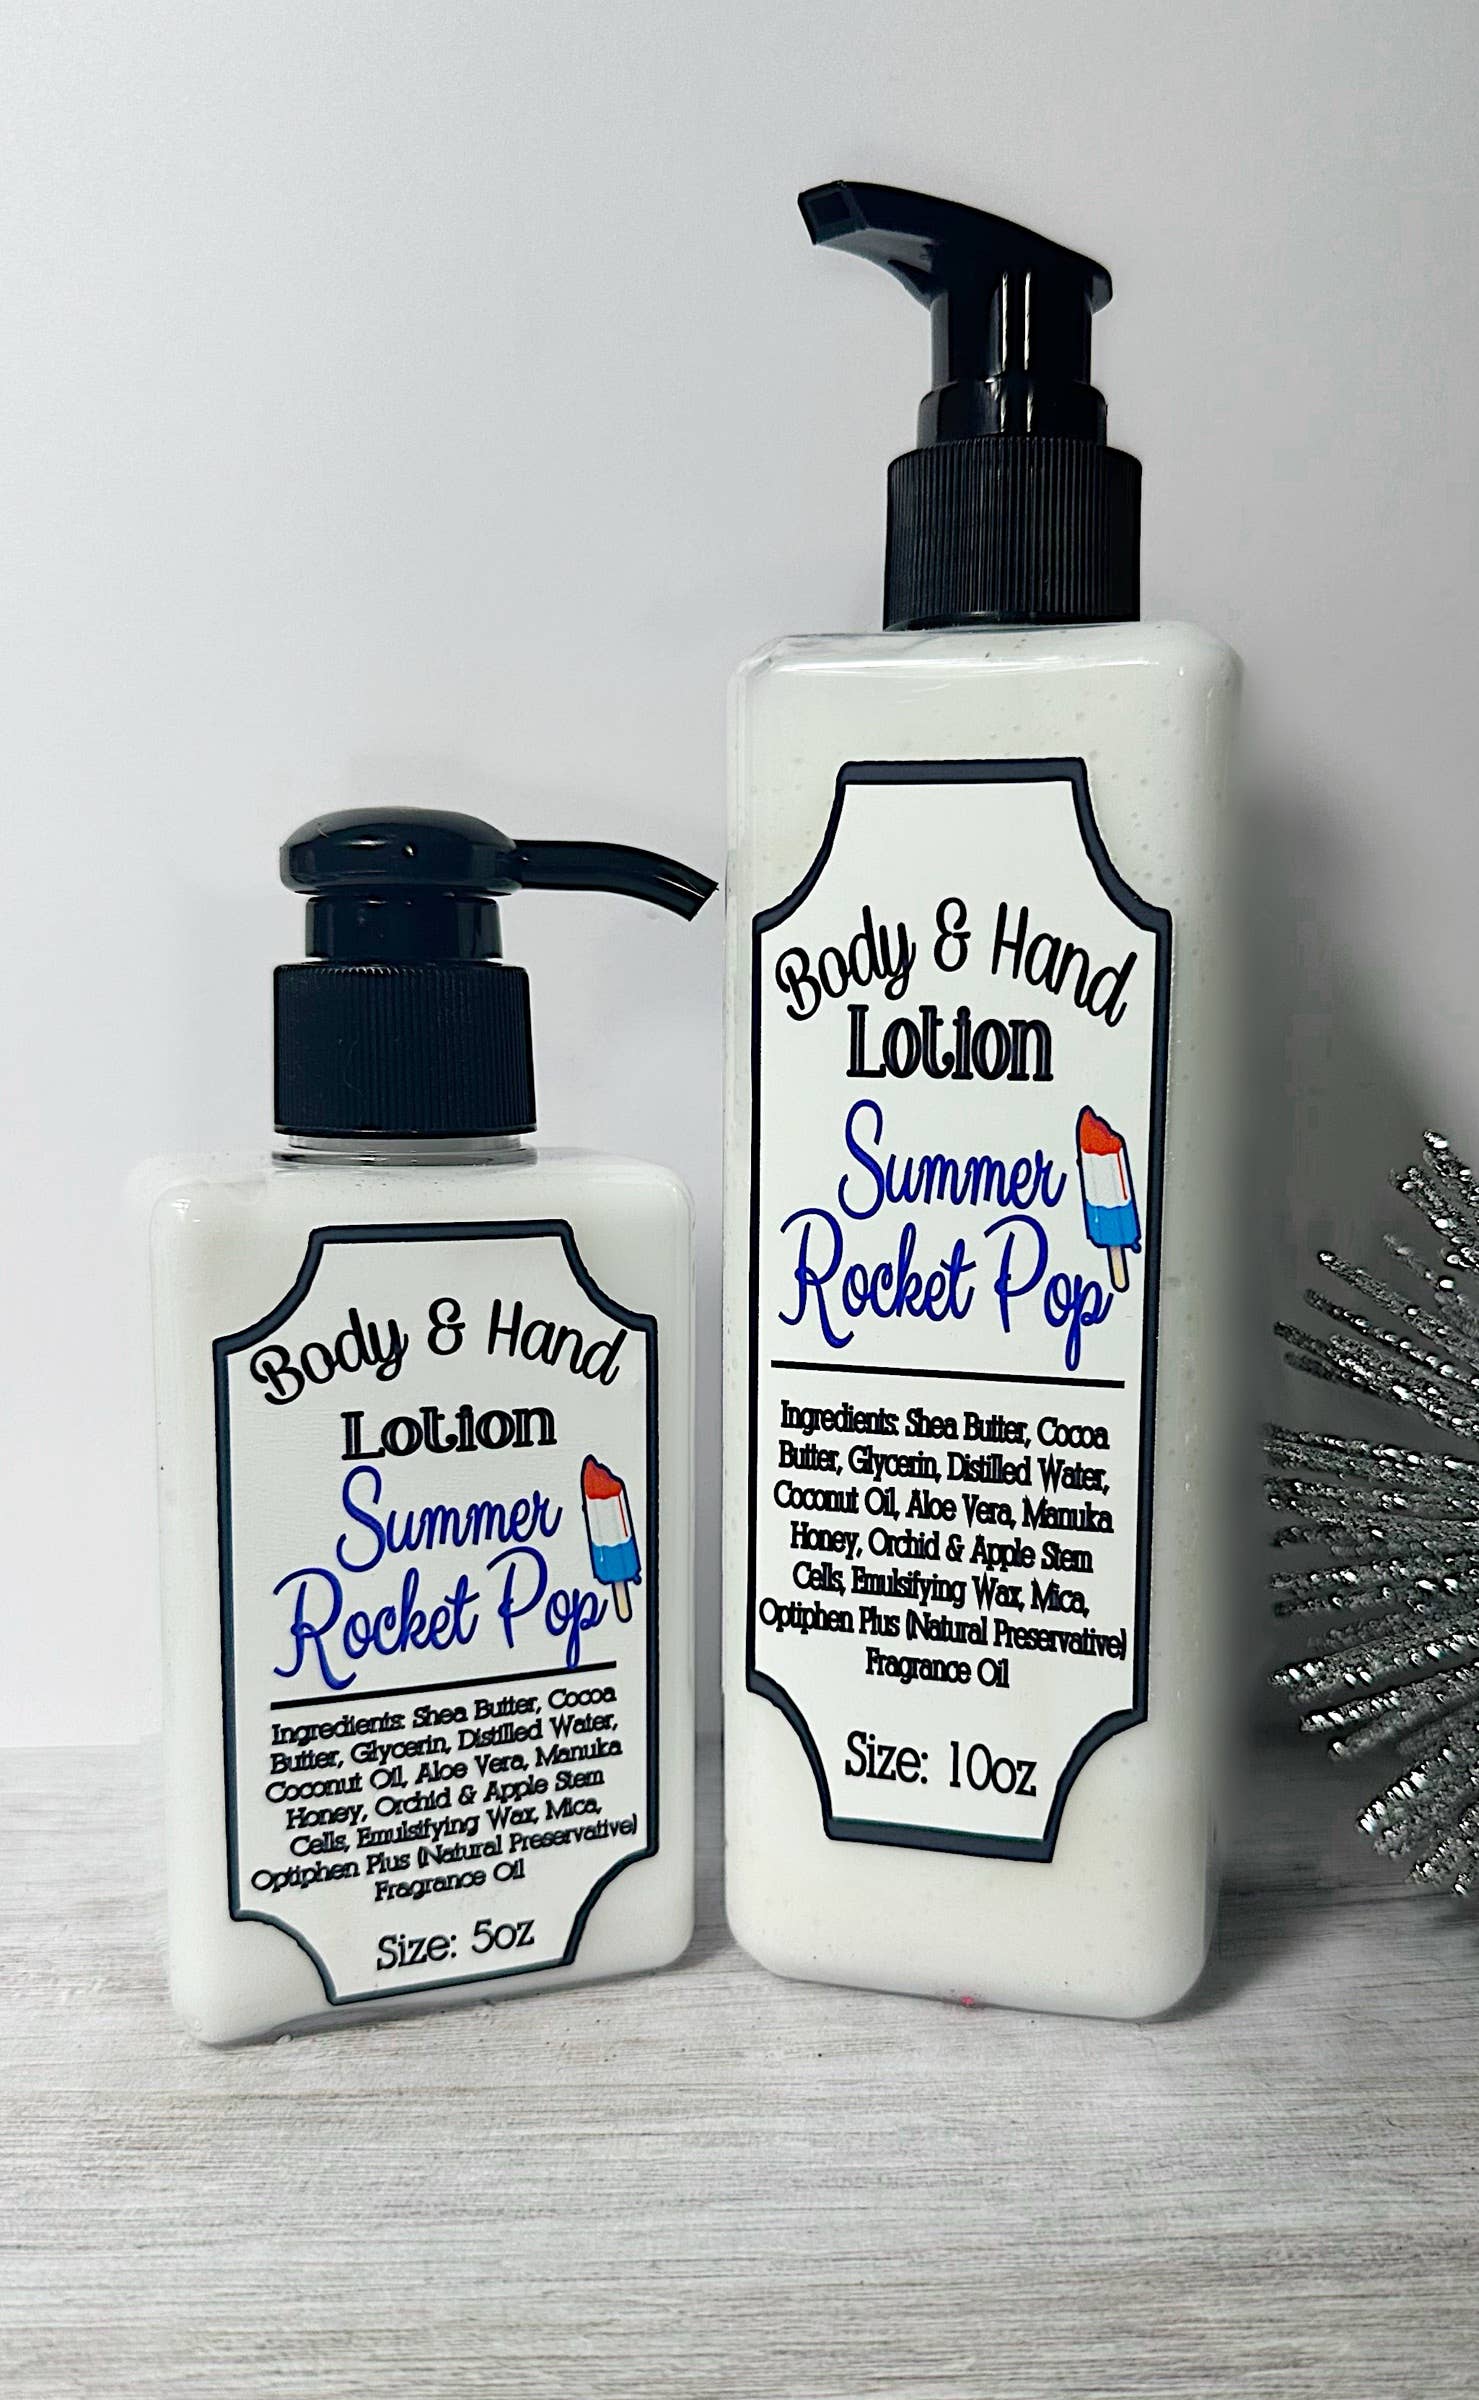 Body & Hand
Lotion
Summer
Rocket Pop
Ingredients: Shea Butter, Cocoa
Butter, Glycerin, Distilled Water,
Coconut Oil, Aloe Vera, Manuka
Honey, Orchid & Apple Stem
Cells, Emulsifying Wax, Mica,
Optiphen Plus (Natural Preservative)
Fragrance Oil
Size: 5oz
Body & Hand
Lotion
Summer
Rocket Pop
Ingredients: Shea Butter, Cocoa
Butter, Glycerin, Distilled Water,
Coconut Oil, Aloe Vera, Manuka
Honey, Orchid & Apple Stem
Cells, Emulsifying Wax, Mica,
Optiphen Plus (Natural Preservative)
Fragrance Oil
Size: 10oz